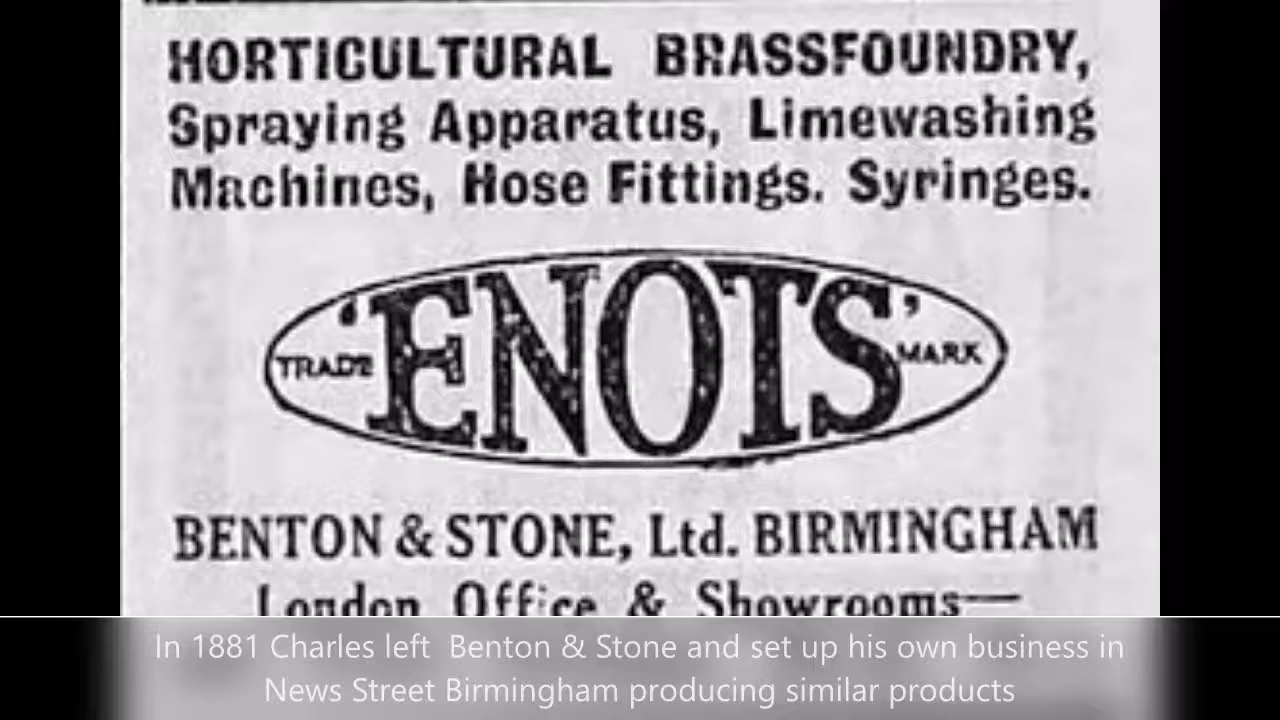 HORTICULTURAL BRASSFOUNDRY,
Spraying Apparatus, Limewashing
Machines, Hose Fittings. Syringes.
TRADE 'ENOTS' MARK
BENTON & STONE, Ltd. BIRMINGHAM
London Office & Showrooms—
In 1881 Charles left Benton & Stone and set up his own business in
News Street Birmingham producing similar products